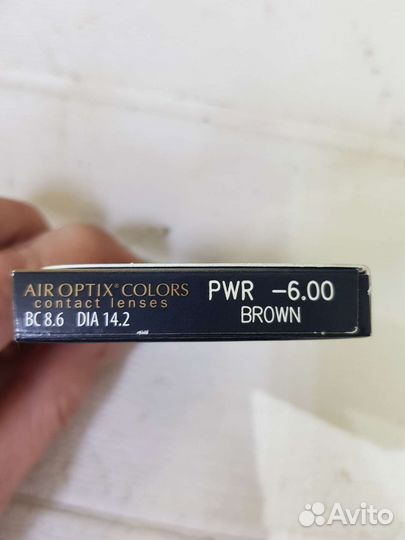 AIR OPTIX® COLORS
contact lenses
BC 8.6 DIA 14.2
PWR -6.00
BROWN
Avito